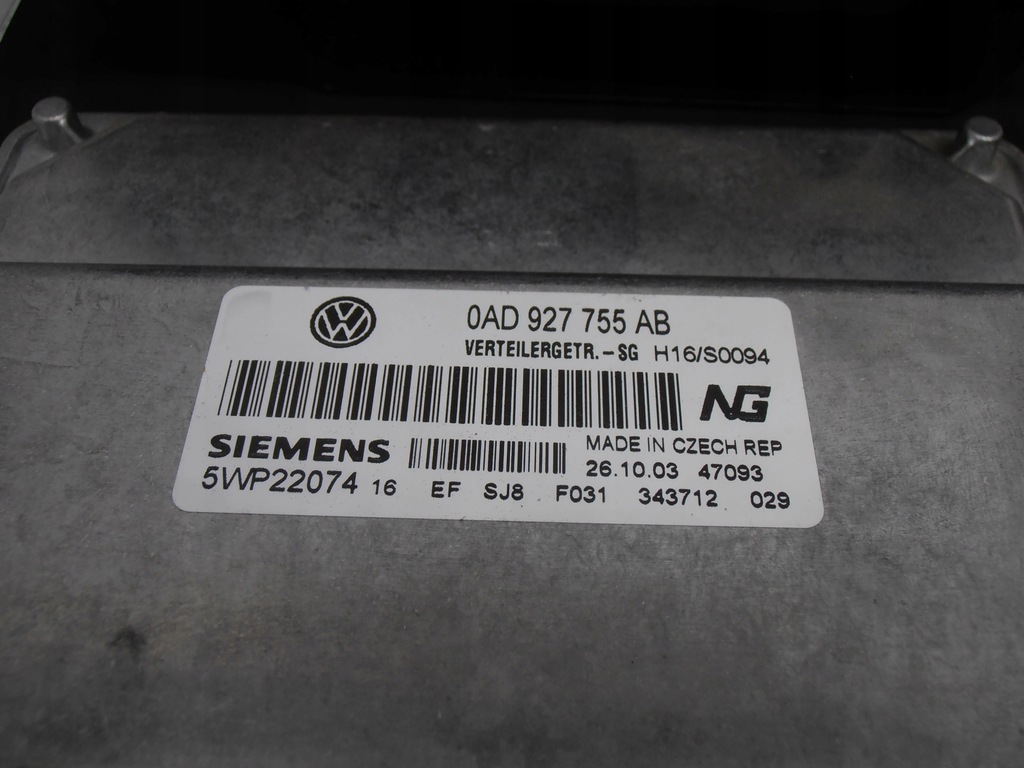 0AD 927 755 AB
VERTEILERGETR.-SG H16/S0094
NG
SIEMENS MADE IN CZECH REP
26.10.03 47093
5WP22074 16 EF SJ8 F031 343712 029